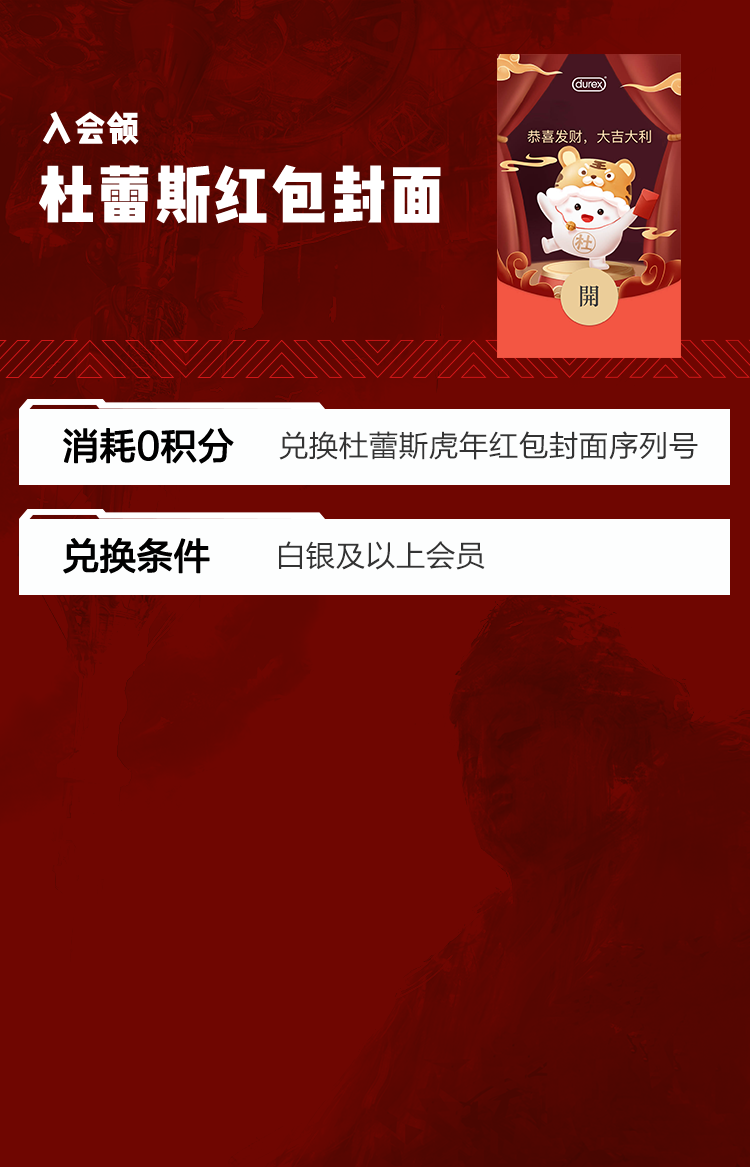 入会领
杜蕾斯红包封面
durex
恭喜发财，大吉大利
王
杜
開
消耗0积分 兑换杜蕾斯虎年红包封面序列号
兑换条件 白银及以上会员